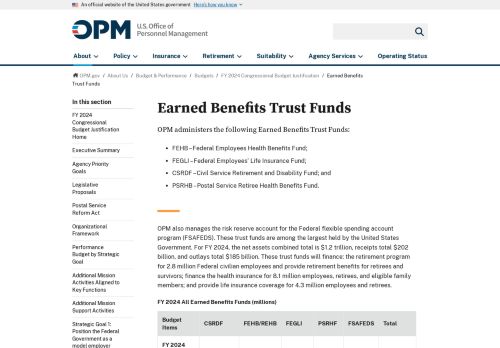 An official website of the United States government Here's how you know
OPM U.S. Office of
Personnel Management
About Policy Insurance Retirement Suitability Agency Services Operating Status
OPM.gov / About Us / Budget & Performance / Budgets / FY 2024 Congressional Budget Justification / Earned Benefits
Trust Funds
In this section
FY 2024
Congressional
Budget Justification
Home
Executive Summary
Agency Priority
Goals
Legislative
Proposals
Postal Service
Reform Act
Organizational
Framework
Performance
Budget by Strategic
Goal
Additional Mission
Activities Aligned to
Key Functions
Additional Mission
Support Activities
Strategic Goal 1:
Position the Federal
Government as a
model employer
Earned Benefits Trust Funds
OPM administers the following Earned Benefits Trust Funds:
• FEHB – Federal Employees Health Benefits Fund;
• FEGLI – Federal Employees' Life Insurance Fund;
• CSRDF – Civil Service Retirement and Disability Fund; and
• PSRHB - Postal Service Retiree Health Benefits Fund.
OPM also manages the risk reserve account for the Federal flexible spending account
program (FSAFEDS). These trust funds are among the largest held by the United States
Government. For FY 2024, the net assets combined total is $1.2 trillion, receipts total $202
billion, and outlays total $185 billion. These trust funds will finance: the retirement program
for 2.8 million Federal civilian employees and provide retirement benefits for retirees and
survivors; finance the health insurance for 8.1 million employees, retirees, and eligible family
members; and provide life insurance coverage for 4.3 million employees and retirees.
FY 2024 All Earned Benefits Funds (millions)
Budget
Items CSRDF FEHB/REHB FEGLI PSRHF FSAFEDS Total
FY 2024